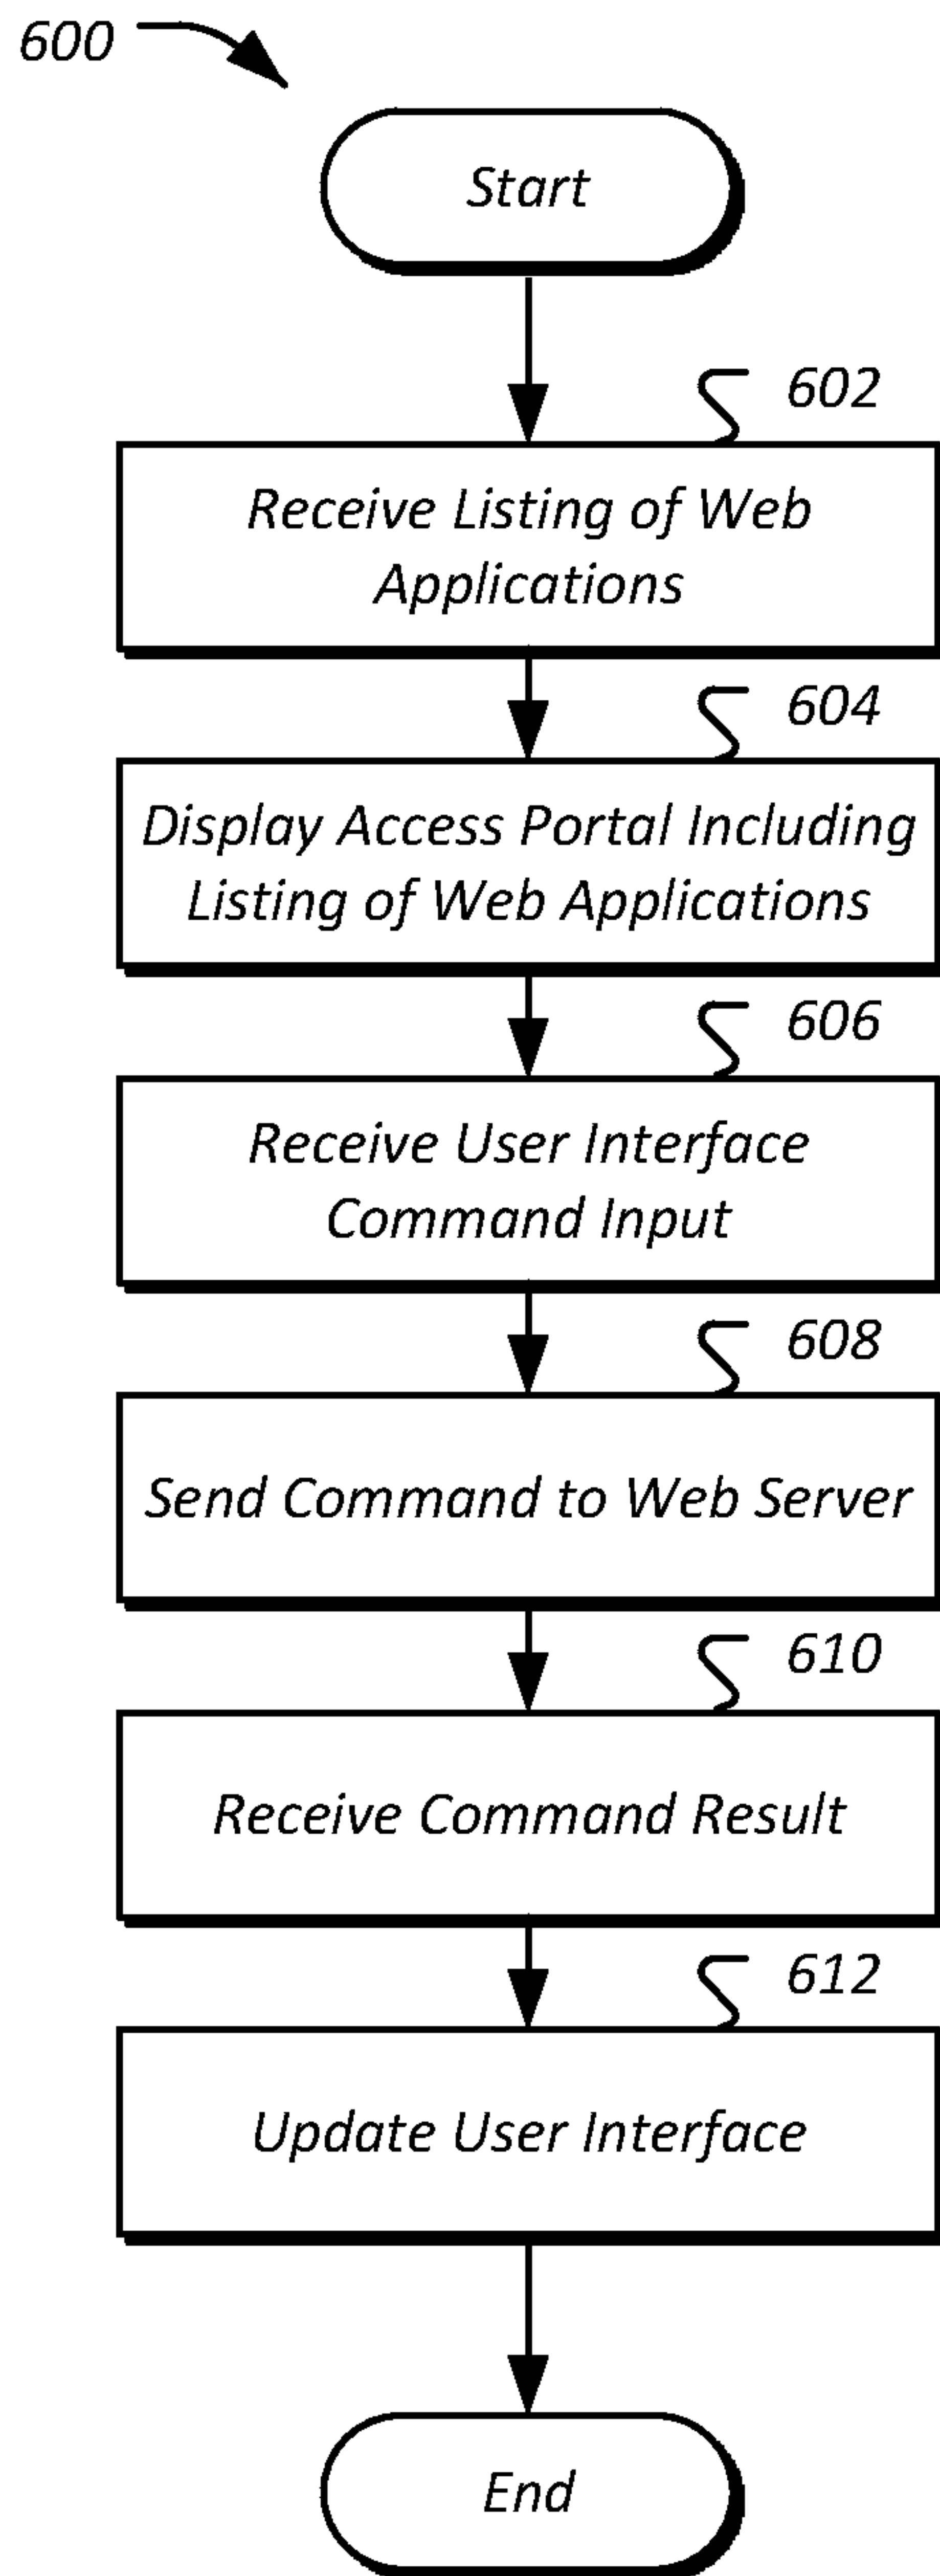 600
Start
602
Receive Listing of Web
Applications
604
Display Access Portal Including
Listing of Web Applications
606
Receive User Interface
Command Input
608
Send Command to Web Server
610
Receive Command Result
612
Update User Interface
End